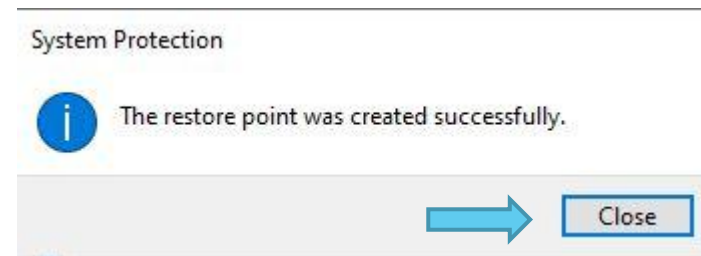 System Protection
The restore point was created successfully.
Close